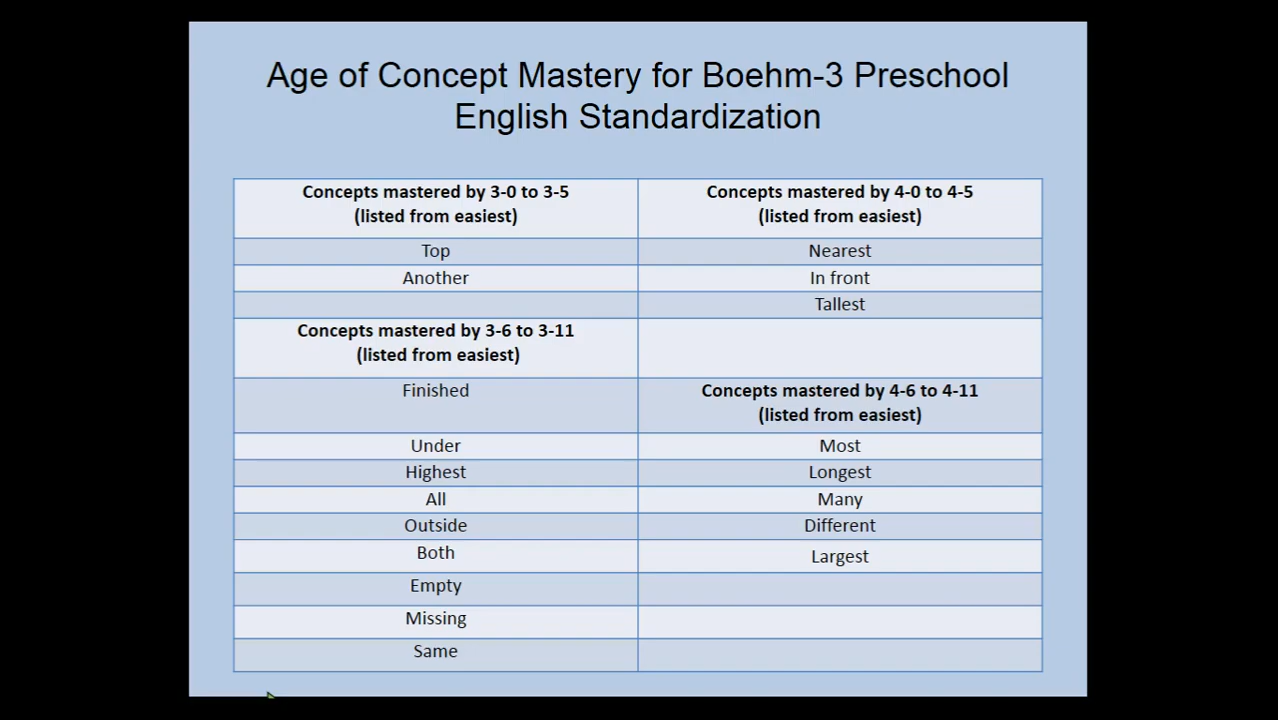 Age of Concept Mastery for Boehm-3 Preschool
English Standardization
Concepts mastered by 3-0 to 3-5
(listed from easiest)
Top
Another
Concepts mastered by 3-6 to 3-11
(listed from easiest)
Finished
Under
Highest
All
Outside
Both
Empty
Missing
Same
Concepts mastered by 4-0 to 4-5
(listed from easiest)
Nearest
In front
Tallest
Concepts mastered by 4-6 to 4-11
(listed from easiest)
Most
Longest
Many
Different
Largest